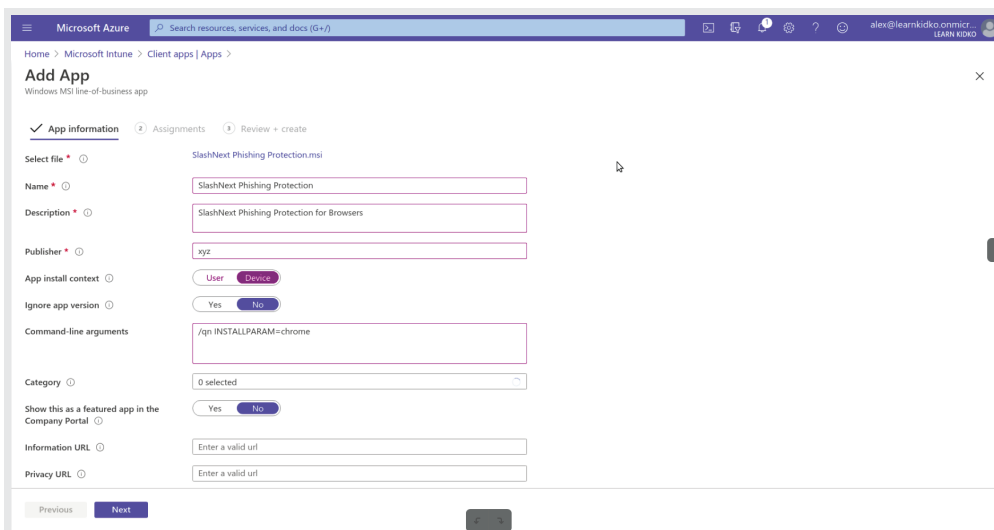 Microsoft Azure
Search resources, services, and docs (G+/)
1
alex@learnkidko.onmicr...
LEARN KIDKO
Home > Microsoft Intune > Client apps | Apps >
Add App
Windows MSI line-of-business app
App information
2 Assignments
3 Review + create
Select file *
SlashNext Phishing Protection.msi
Name *
SlashNext Phishing Protection
Description *
SlashNext Phishing Protection for Browsers
Publisher *
xyz
App install context
User Device
Ignore app version
Yes No
Command-line arguments
/qn INSTALLPARAM=chrome
Category
0 selected
Show this as a featured app in the
Company Portal
Yes No
Information URL
Enter a valid url
Privacy URL
Enter a valid url
Previous
Next